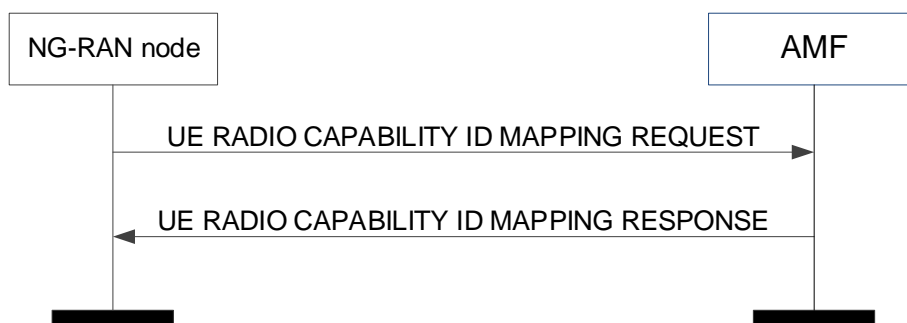 NG-RAN node
AMF
UE RADIO CAPABILITY ID MAPPING REQUEST
UE RADIO CAPABILITY ID MAPPING RESPONSE